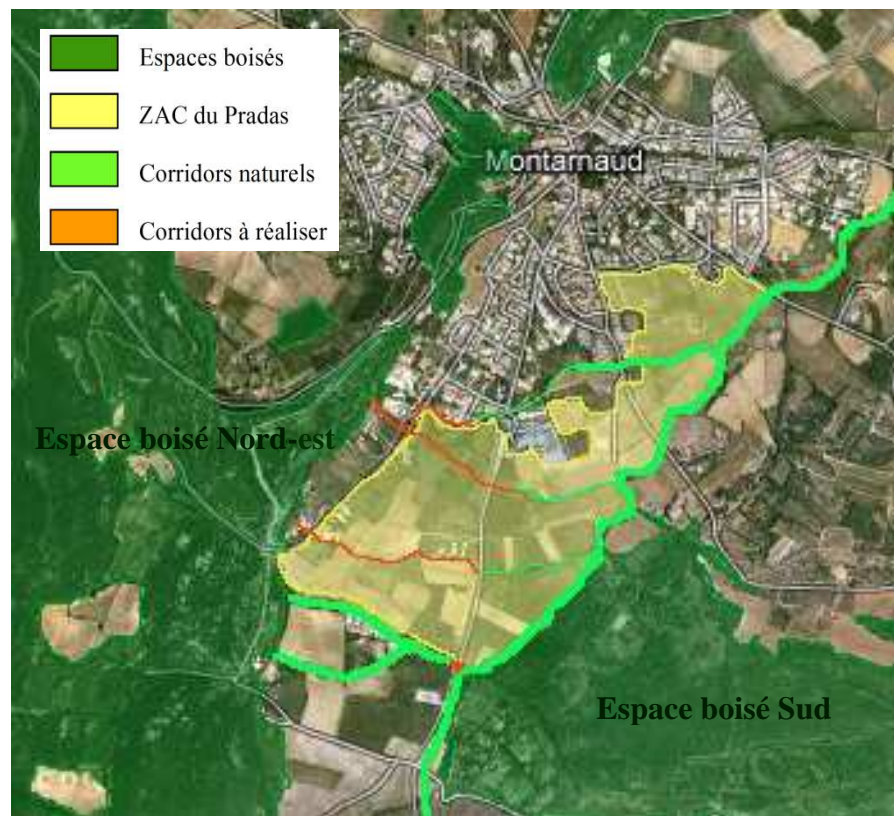 Espaces boisés
ZAC du Pradas
Corridors naturels
Corridors à réaliser
Montarnaud
Espace boisé Nord-est
Espace boisé Sud